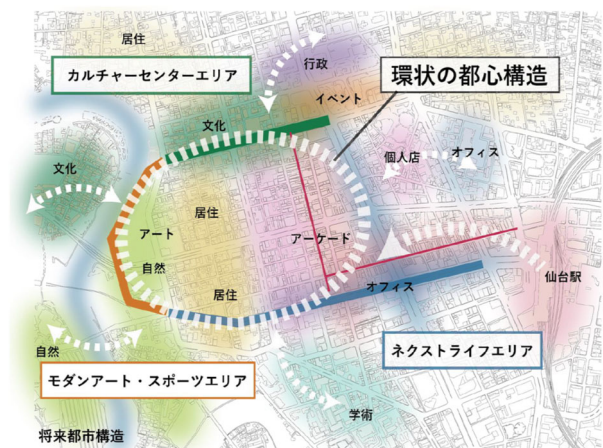 居住
カルチャーセンターエリア
行政
環状の都心構造
イベント
文化
個人店
オフィス
文化
居住
アート
アーケード
自然
仙台駅
居住
オフィス
自然
ネクストライフエリア
モダンアート・スポーツエリア
学術
将来都市構造